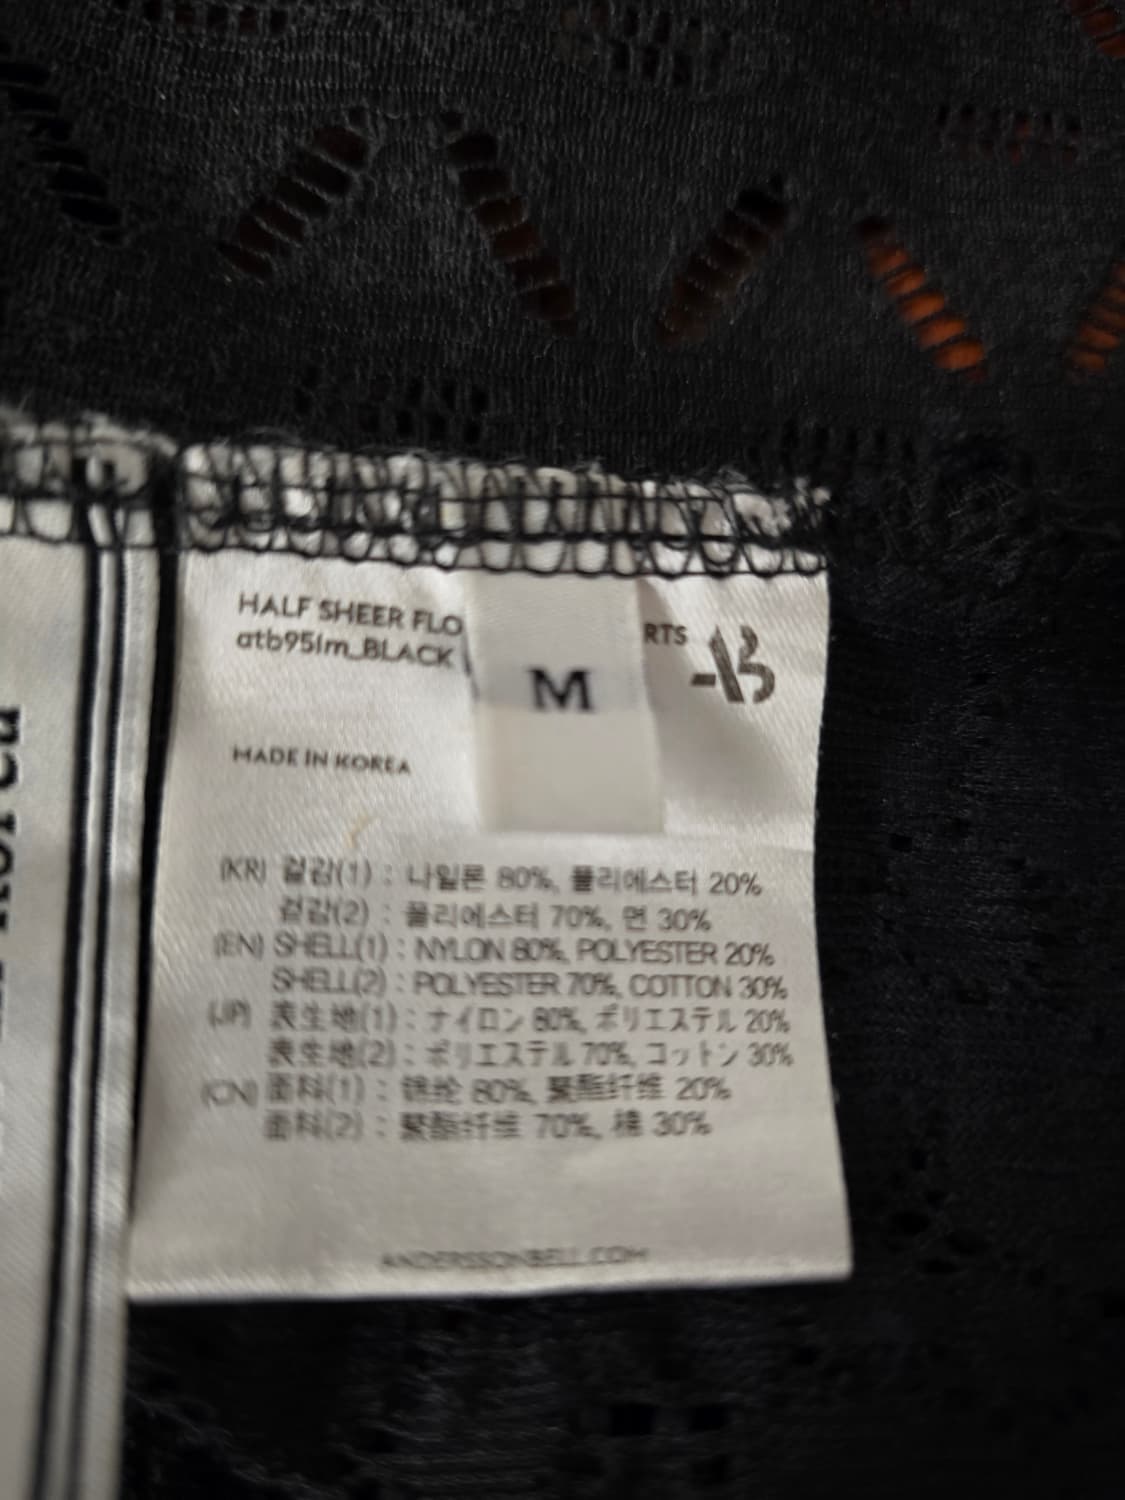 HALF SHEER FLO
RTS
atb951m_BLACK
M
MADE IN KOREA
(KR) 겉감(1) : 나일론 80%, 폴리에스터 20%
겉감(2) : 폴리에스터 70%, 면 30%
(EN) SHELL(1) : NYLON 80%, POLYESTER 20%
SHELL(2) : POLYESTER 70%, COTTON 30%
(JP) 表生地(1) : ナイロン 80%, ポリエステル 20%
表生地(2) : ポリエステル 70%, コットン 30%
(CN) 面料(1) : 锦纶 80%, 聚酯纤维 20%
面料(2) : 聚酯纤维 70%, 棉 30%
ANDERSSONBELL.COM